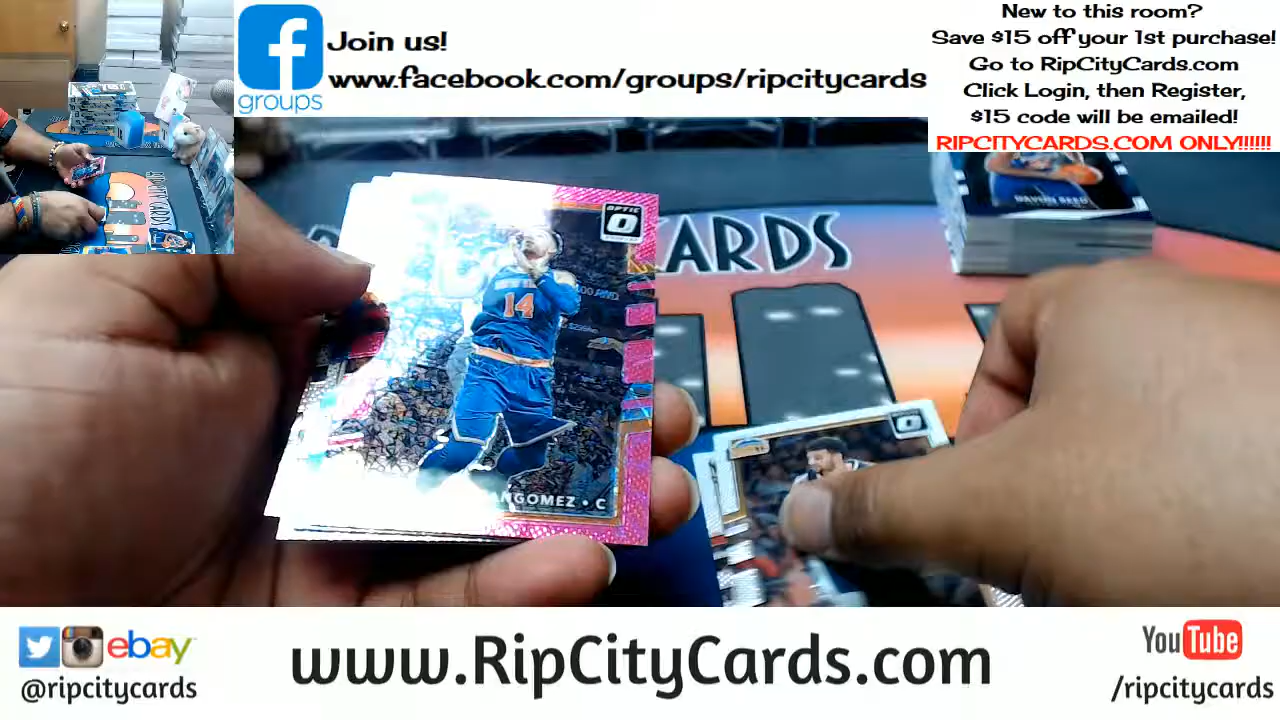 groups
Join us!
www.facebook.com/groups/ripcitycards
New to this room?
Save $15 off your 1st purchase!
Go to RipCityCards.com
Click Login, then Register,
$15 code will be emailed!
RIPCITYCARDS.COM ONLY!!!!!!
CARDS
OPTIC
14
ANGOMEZ • C
ebay
@ripcitycards
www.RipCityCards.com
YouTube
/ripcitycards